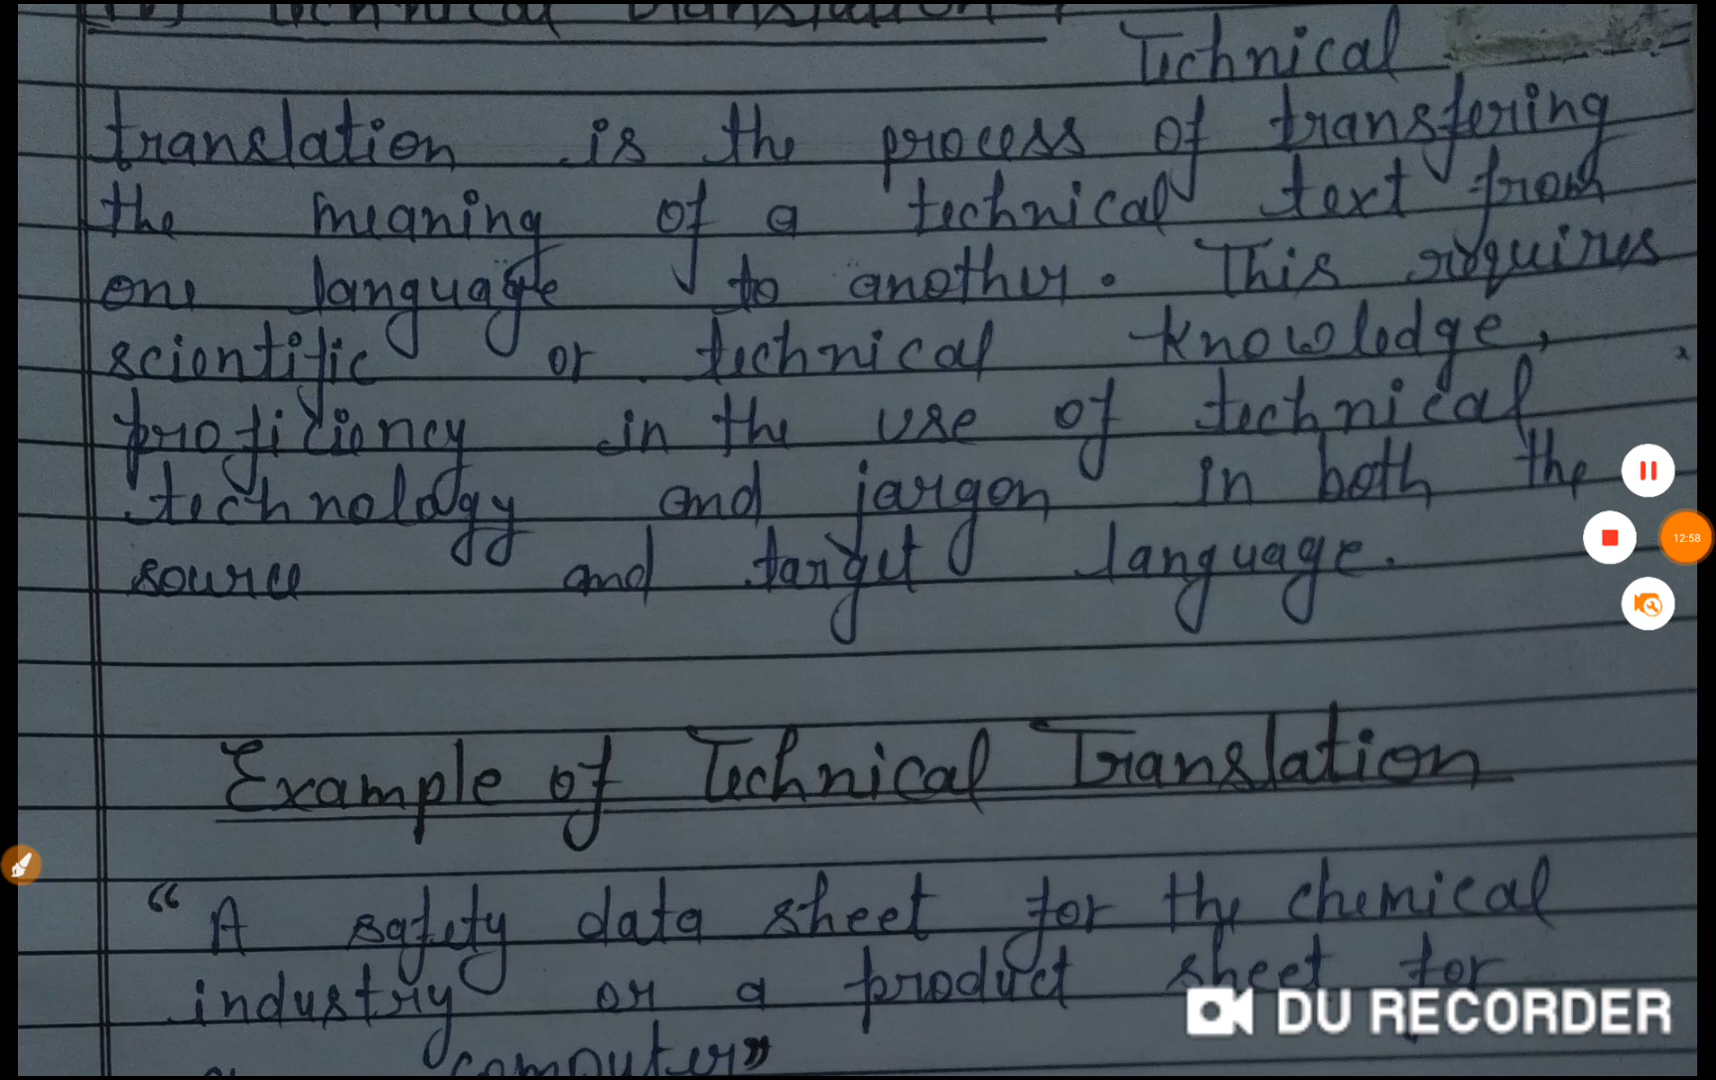 Technical Translation
Technical
translation is the process of transfering
the meaning of a technical text from
one language to another. This requires
scientific or technical knowledge,
proficiency in the use of technical
technology and jargon in both the
source and target language.
Example of Technical Translation
“A safety data sheet for the chemical
industry or a product sheet for
computer”
12:58
DU RECORDER